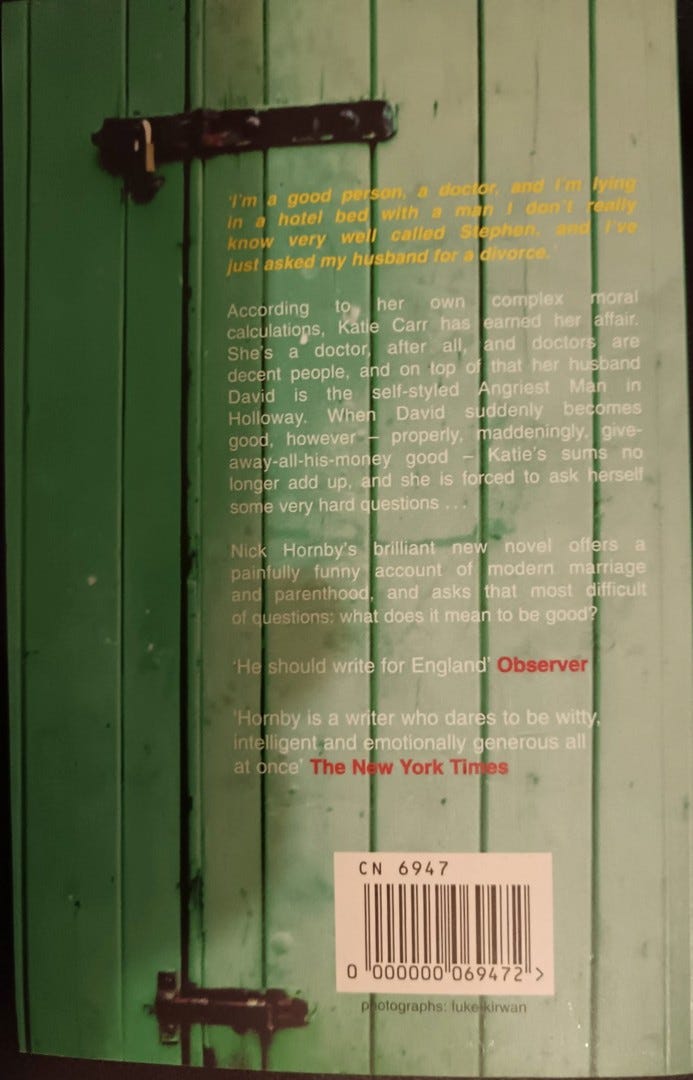 'I'm a good person, a doctor, and I'm lying
in a hotel bed with a man I don't really
know very well called Stephen, and I've
just asked my husband for a divorce.'
According to her own complex moral
calculations, Katie Carr has earned her affair.
She's a doctor, after all, and doctors are
decent people, and on top of that her husband
David is the self-styled Angriest Man in
Holloway. When David suddenly becomes
good, however – properly, maddeningly, give-
away-all-his-money good – Katie's sums no
longer add up, and she is forced to ask herself
some very hard questions . . .
Nick Hornby's brilliant new novel offers a
painfully funny account of modern marriage
and parenthood, and asks that most difficult
of questions: what does it mean to be good?
'He should write for England' Observer
'Hornby is a writer who dares to be witty,
intelligent and emotionally generous all
at once' The New York Times
CN 6947
0 000000 069472 >
photographs: fuke-kirwan